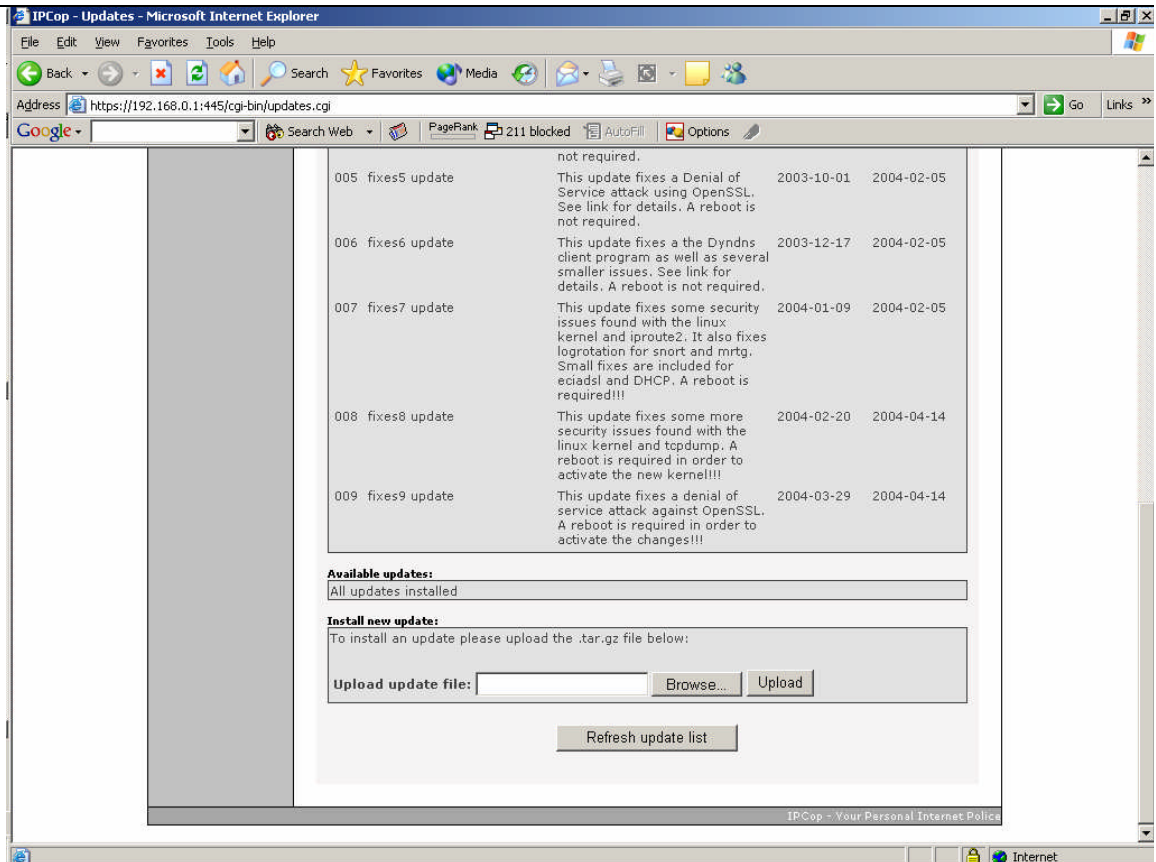 IPCop - Updates - Microsoft Internet Explorer
File Edit View Favorites Tools Help
Back Search Favorites Media
Address https://192.168.0.1:445/cgi-bin/updates.cgi Go Links »
Google Search Web PageRank 211 blocked AutoFill Options
not required.
005 fixes5 update This update fixes a Denial of 2003-10-01 2004-02-05
Service attack using OpenSSL.
See link for details. A reboot is
not required.
006 fixes6 update This update fixes a the Dyndns 2003-12-17 2004-02-05
client program as well as several
smaller issues. See link for
details. A reboot is not required.
007 fixes7 update This update fixes some security 2004-01-09 2004-02-05
issues found with the linux
kernel and iproute2. It also fixes
logrotation for snort and mrtg.
Small fixes are included for
eciadsl and DHCP. A reboot is
required!!!
008 fixes8 update This update fixes some more 2004-02-20 2004-04-14
security issues found with the
linux kernel and tcpdump. A
reboot is required in order to
activate the new kernel!!!
009 fixes9 update This update fixes a denial of 2004-03-29 2004-04-14
service attack against OpenSSL.
A reboot is required in order to
activate the changes!!!
Available updates:
All updates installed
Install new update:
To install an update please upload the .tar.gz file below:
Upload update file: Browse... Upload
Refresh update list
IPCop - Your Personal Internet Police
Internet